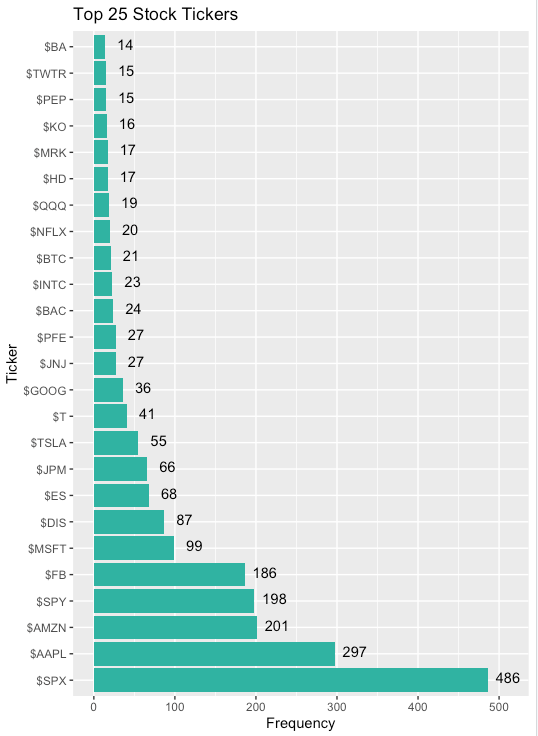 Top 25 Stock Tickers
$BA 14
$TWTR 15
$PEP 15
$KO 16
$MRK 17
$HD 17
$QQQ 19
$NFLX 20
$BTC 21
$INTC 23
$BAC 24
$PFE 27
$JNJ 27
$GOOG 36
$T 41
$TSLA 55
$JPM 66
$ES 68
$DIS 87
$MSFT 99
$FB 186
$SPY 198
$AMZN 201
$AAPL 297
$SPX 486
Ticker
0 100 200 300 400 500
Frequency